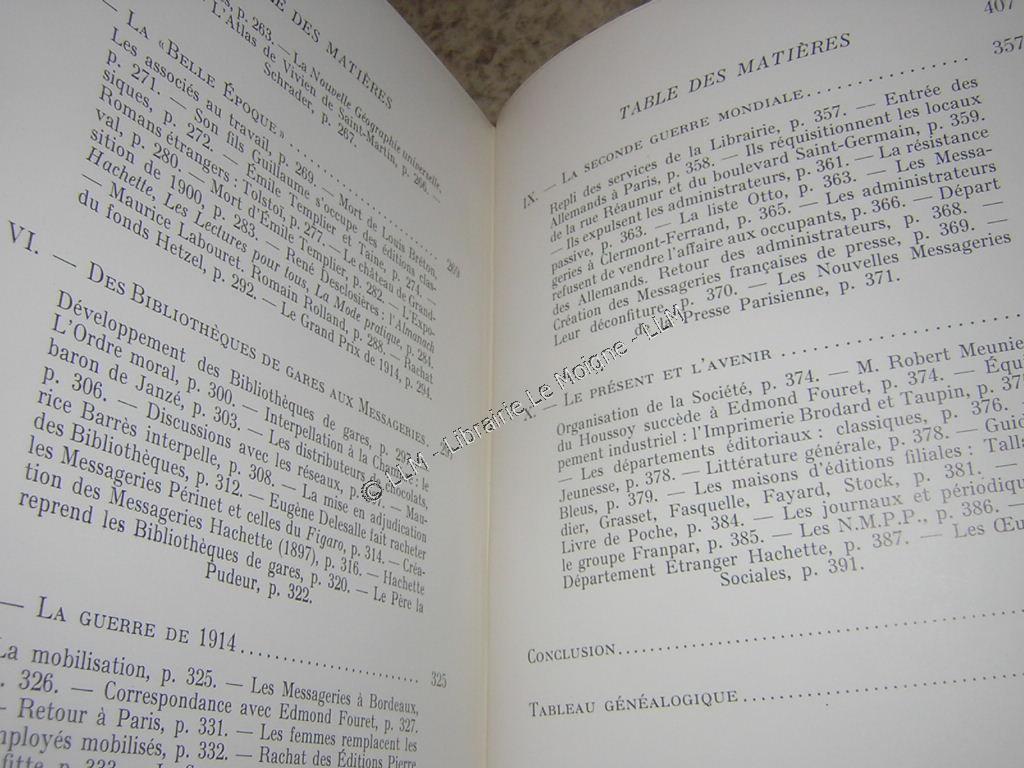 E DES MATIÈRES
p. 263. — La Nouvelle Géographie universelle,
L'Atlas de Vivien de Saint-Martin, p. 266. —
Schrader, p. 267.
— LA « BELLE ÉPOQUE » .......... 269
Les associés au travail, p. 269. — Mort de Louis Bréton,
p. 271. — Son fils Guillaume s'occupe des éditions clas-
siques, p. 272. — Émile Templier et Taine, p. 274. —
Romans étrangers : Tolstoï, p. 277. — Le château de Grand-
val, p. 280. — Mort d'Émile Templier, p. 282. — L'Expo-
sition de 1900, p. 283. — René Desclosières : l'Almanach
Hachette, Les Lectures pour tous, La Mode pratique, p. 284.
— Maurice Labouret. Romain Rolland, p. 288. — Rachat
du fonds Hetzel, p. 292. — Le Grand Prix de 1914, p. 294.
VI. — DES BIBLIOTHÈQUES DE GARES AUX MESSAGERIES.
Développement des Bibliothèques de gares, p. 295.
L'Ordre moral, p. 300. — Interpellation à la Chambre : le
baron de Janzé, p. 303. — Les distributeurs de chocolats,
p. 306. — Discussions avec les réseaux, p. 307. — Mau-
rice Barrès interpelle, p. 308. — La mise en adjudication
des Bibliothèques, p. 312. — Eugène Delesalle fait racheter
les Messageries Périnet et celles du Figaro, p. 314. — Créa-
tion des Messageries Hachette (1897), p. 316. — Hachette
reprend les Bibliothèques de gares, p. 320. — Le Père la
Pudeur, p. 322.
— LA GUERRE DE 1914.......... 325
La mobilisation, p. 325. — Les Messageries à Bordeaux,
p. 326. — Correspondance avec Edmond Fouret, p. 327.
— Retour à Paris, p. 331. — Les femmes remplacent les
employés mobilisés, p. 332. — Rachat des Éditions Pierre
407
TABLE DES MATIÈRES
IX. — LA SECONDE GUERRE MONDIALE.......... 357
Repli des services de la Librairie, p. 357. — Entrée des
Allemands à Paris, p. 358. — Ils réquisitionnent les locaux
de la rue Réaumur et du boulevard Saint-Germain, p. 359.
— Ils expulsent les administrateurs, p. 361. — La résistance
passive, p. 363. — La liste Otto, p. 363. — Les Messa-
geries à Clermont-Ferrand, p. 365. — Les administrateurs
refusent de vendre l'affaire aux occupants, p. 366. — Départ
des Allemands. Retour des administrateurs, p. 368. —
Création des Messageries françaises de presse, p. 369. —
Leur déconfiture, p. 370. — Les Nouvelles Messageries
de la Presse Parisienne, p. 371.
X. — LE PRÉSENT ET L'AVENIR ..........
Organisation de la Société, p. 374. — M. Robert Meunier
du Houssoy succède à Edmond Fouret, p. 374. — Équi
pement industriel : l'Imprimerie Brodard et Taupin, p. 375
— Les départements éditoriaux : classiques, p. 376.
Jeunesse, p. 378. — Littérature générale, p. 378. — Guid
Bleus, p. 379. — Les maisons d'éditions filiales : Talla
dier, Grasset, Fasquelle, Fayard, Stock, p. 381. —
Livre de Poche, p. 384. — Les journaux et périodique
le groupe Franpar, p. 385. — Les N.M.P.P., p. 386. —
Département Étranger Hachette, p. 387. — Les Œu
Sociales, p. 391.
CONCLUSION..........
TABLEAU GÉNÉALOGIQUE..........
© LLM - Librairie Le Moigne - LLM